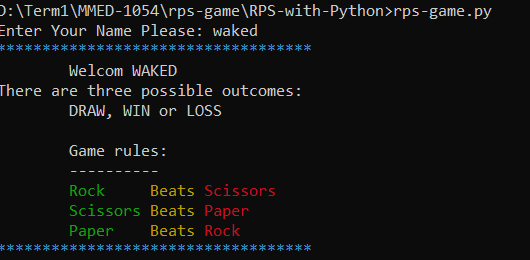 D:\Term1\MMED-1054\rps-game\RPS-with-Python>rps-game.py
Enter Your Name Please: waked
***********************************
Welcom WAKED
There are three possible outcomes:
DRAW, WIN or LOSS
Game rules:
----------
Rock Beats Scissors
Scissors Beats Paper
Paper Beats Rock
***********************************